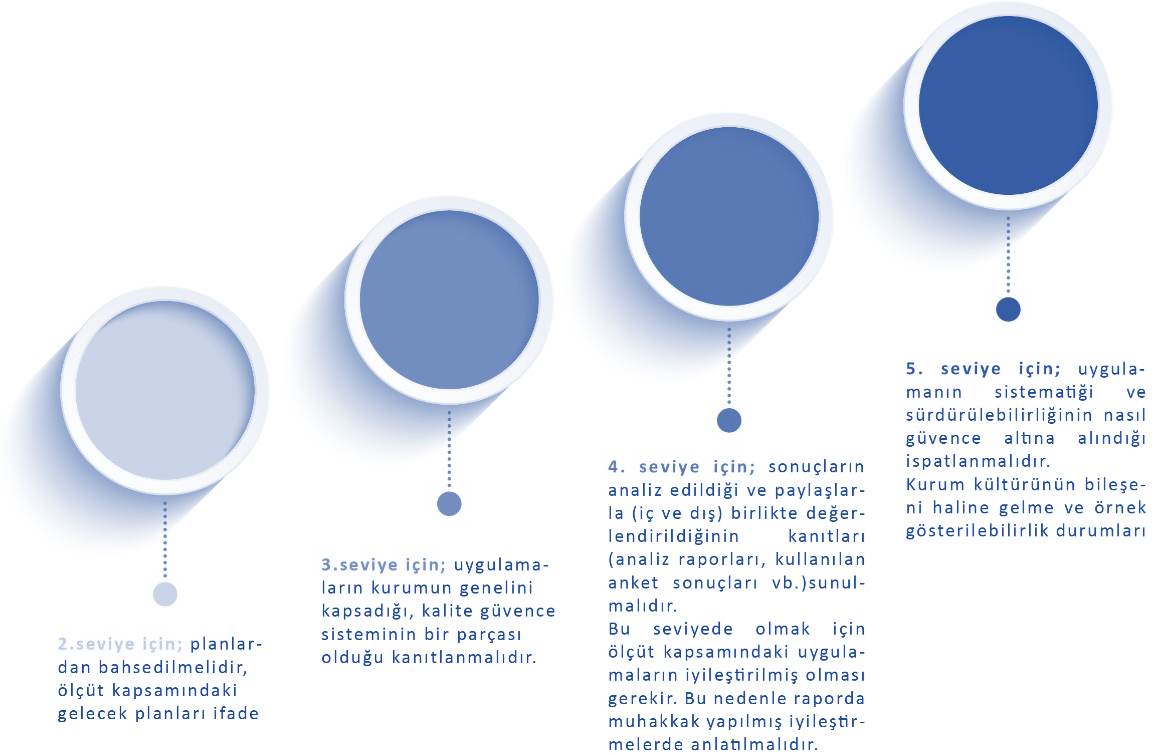 2.seviye için; planlar-
dan bahsedilmelidir,
ölçüt kapsamındaki
gelecek planları ifade
3.seviye için; uygulama-
ların kurumun genelini
kapsadığı, kalite güvence
sisteminin bir parçası
olduğu kanıtlanmalıdır.
4. seviye için; sonuçların
analiz edildiği ve paylaşlar-
la (iç ve dış) birlikte değer-
lendirildiğinin kanıtları
(analiz raporları, kullanılan
anket sonuçları vb.)sunul-
malıdır.
Bu seviyede olmak için
ölçüt kapsamındaki uygula-
maların iyileştirilmiş olması
gerekir. Bu nedenle raporda
muhakkak yapılmış iyileştir-
melerde anlatılmalıdır.
5. seviye için; uygula-
manın sistematiği ve
sürdürülebilirliğinin nasıl
güvence altına alındığı
ispatlanmalıdır.
Kurum kültürünün bileşe-
ni haline gelme ve örnek
gösterilebilirlik durumları